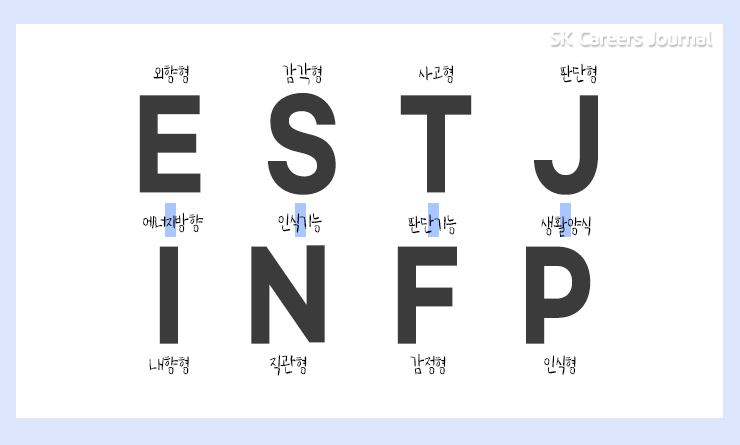 SK Careers Journal
외향형 감각형 사고형 판단형
E S T J
에너지방향 인식기능 판단기능 생활양식
I N F P
내향형 직관형 감정형 인식형